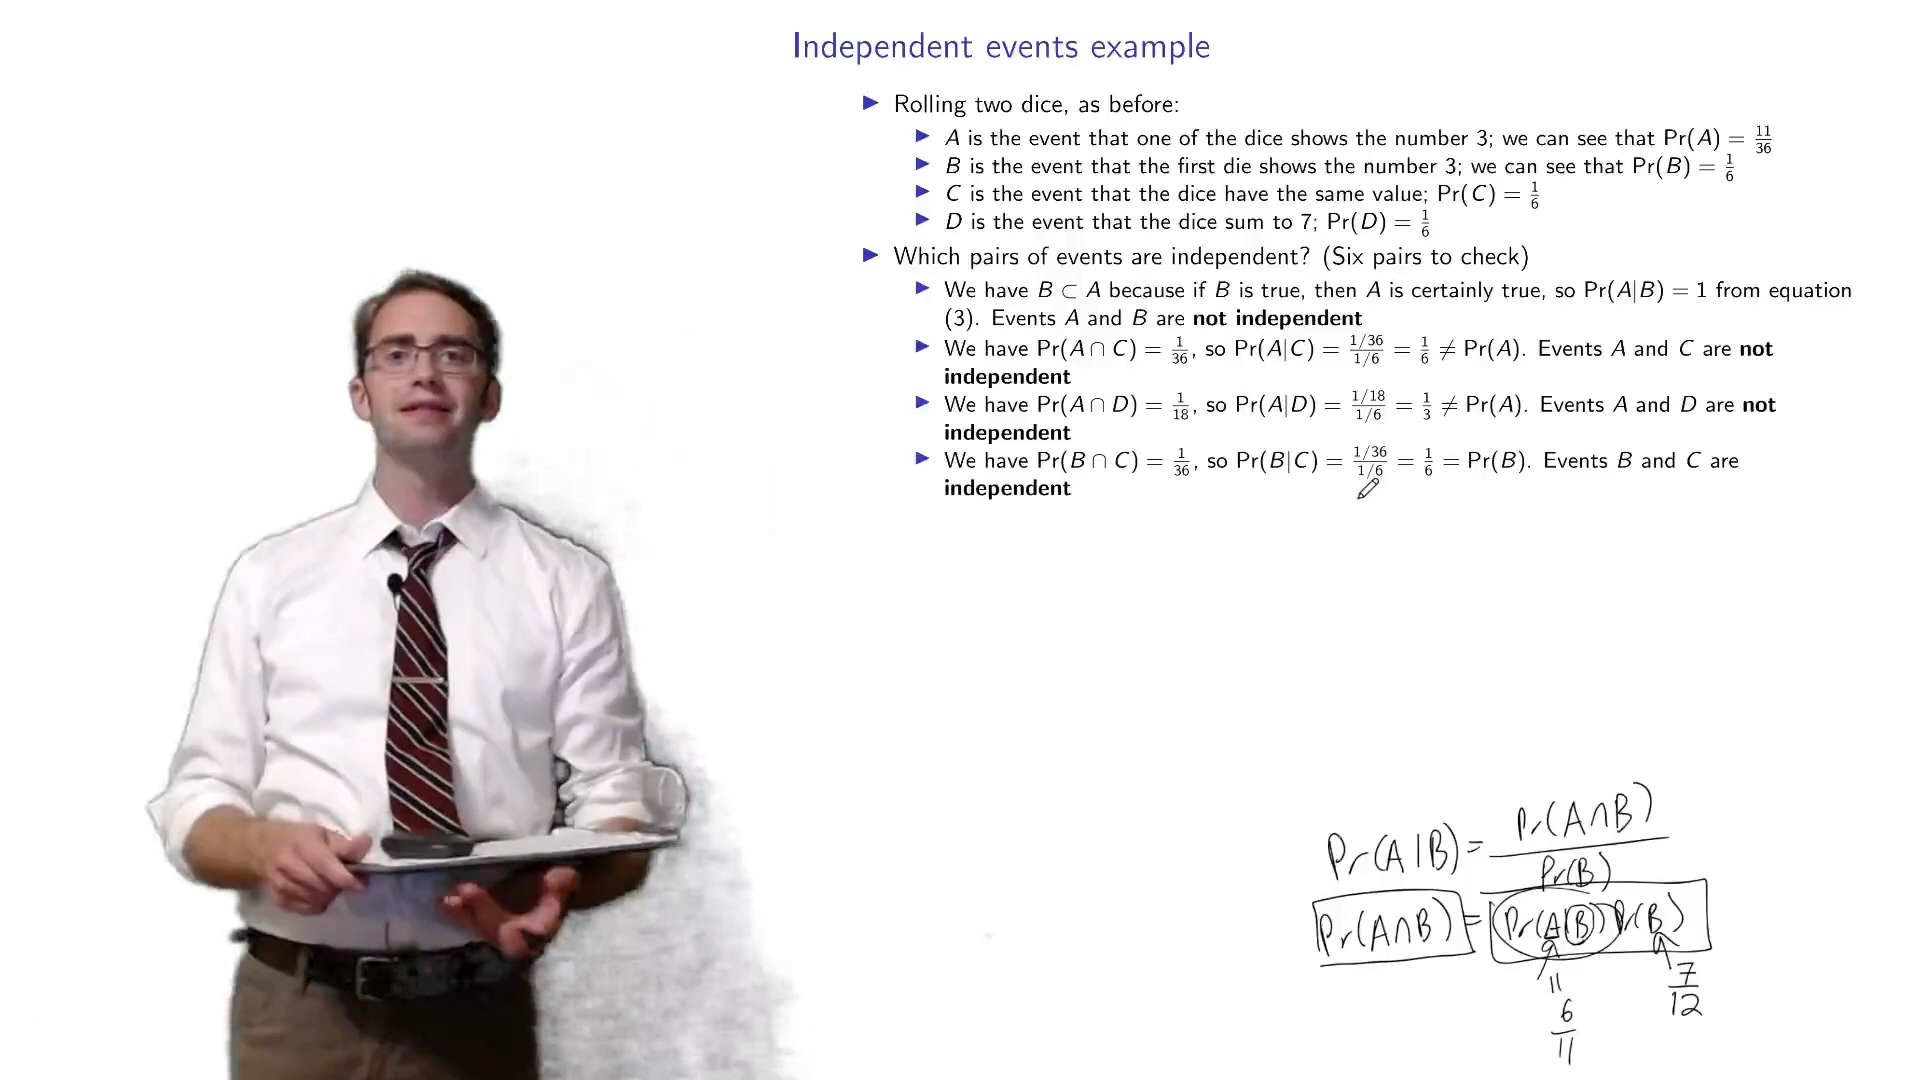 Independent events example
▶ Rolling two dice, as before:
▶ A is the event that one of the dice shows the number 3; we can see that Pr(A) = 11/36
▶ B is the event that the first die shows the number 3; we can see that Pr(B) = 1/6
▶ C is the event that the dice have the same value; Pr(C) = 1/6
▶ D is the event that the dice sum to 7; Pr(D) = 1/6
▶ Which pairs of events are independent? (Six pairs to check)
▶ We have B ⊂ A because if B is true, then A is certainly true, so Pr(A|B) = 1 from equation
(3). Events A and B are not independent
▶ We have Pr(A ∩ C) = 1/36, so Pr(A|C) = (1/36)/(1/6) = 1/6 ≠ Pr(A). Events A and C are not
independent
▶ We have Pr(A ∩ D) = 1/18, so Pr(A|D) = (1/18)/(1/6) = 1/3 ≠ Pr(A). Events A and D are not
independent
▶ We have Pr(B ∩ C) = 1/36, so Pr(B|C) = (1/36)/(1/6) = 1/6 = Pr(B). Events B and C are
independent
Pr(A|B) = Pr(A∩B)/Pr(B)
Pr(A∩B) = Pr(A|B) Pr(B)
11
7/12
6/11